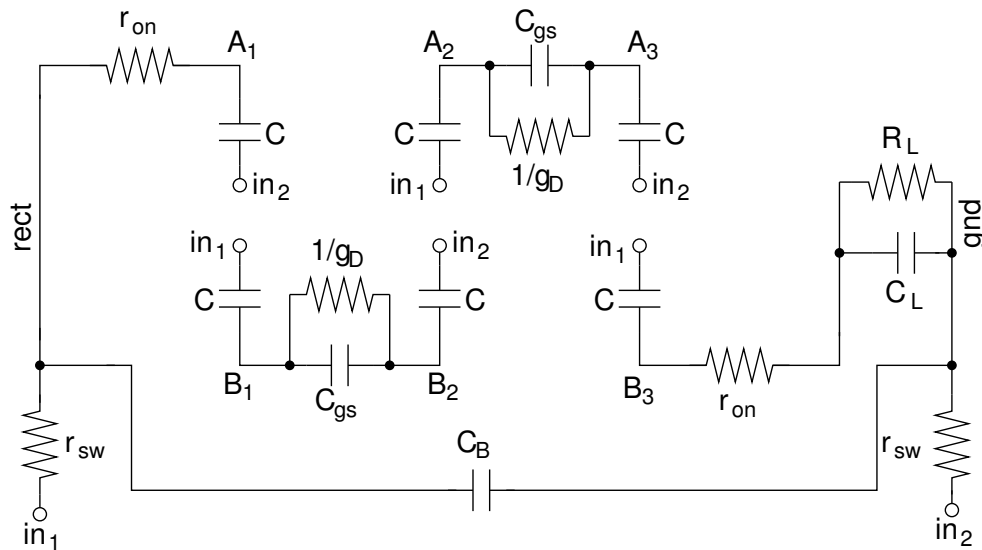 r_on
A_1
A_2
C_gs
A_3
C
C
C
in_2
in_1
1/g_D
in_2
R_L
rect
gnd
in_1
1/g_D
in_2
in_1
C
C
C
C_L
B_1
C_gs
B_2
B_3
r_on
r_sw
C_B
r_sw
in_1
in_2